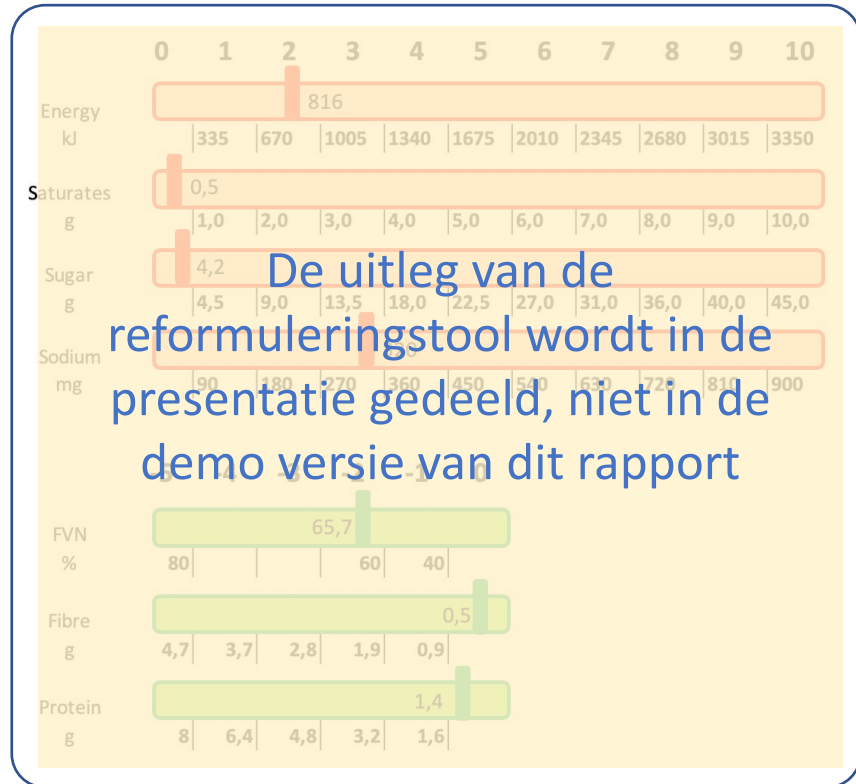 0 1 2 3 4 5 6 7 8 9 10
816
Energy
kJ
335 670 1005 1340 1675 2010 2345 2680 3015 3350
0,5
Saturates
g
1,0 2,0 3,0 4,0 5,0 6,0 7,0 8,0 9,0 10,0
4,2
Sugar
g
4,5 9,0 13,5 18,0 22,5 27,0 31,0 36,0 40,0 45,0
De uitleg van de
reformuleringstool wordt in de
presentatie gedeeld, niet in de
demo versie van dit rapport
Sodium
mg
90 180 270 360 450 540 630 720 810 900
-5 -4 -3 -2 -1 0
65,7
FVN
%
80 60 40
0,5
Fibre
g
4,7 3,7 2,8 1,9 0,9
1,4
Protein
g
8 6,4 4,8 3,2 1,6